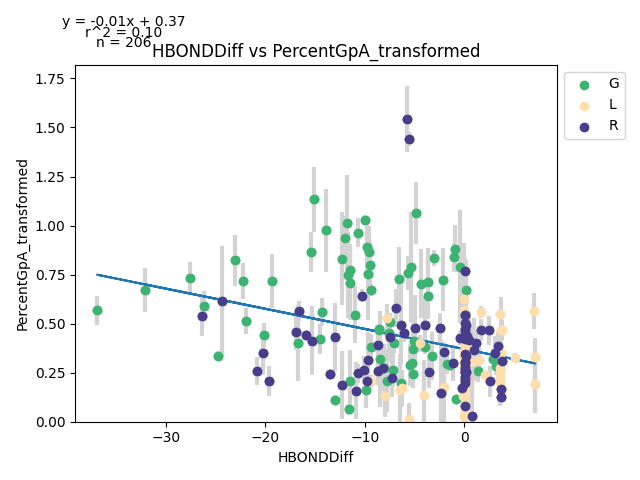 y = -0.01x + 0.37
r^2 = 0.10
n = 206
HBONDDiff vs PercentGpA_transformed
G
L
R
PercentGpA_transformed
1.75
1.50
1.25
1.00
0.75
0.50
0.25
0.00
−30
−20
−10
0
HBONDDiff